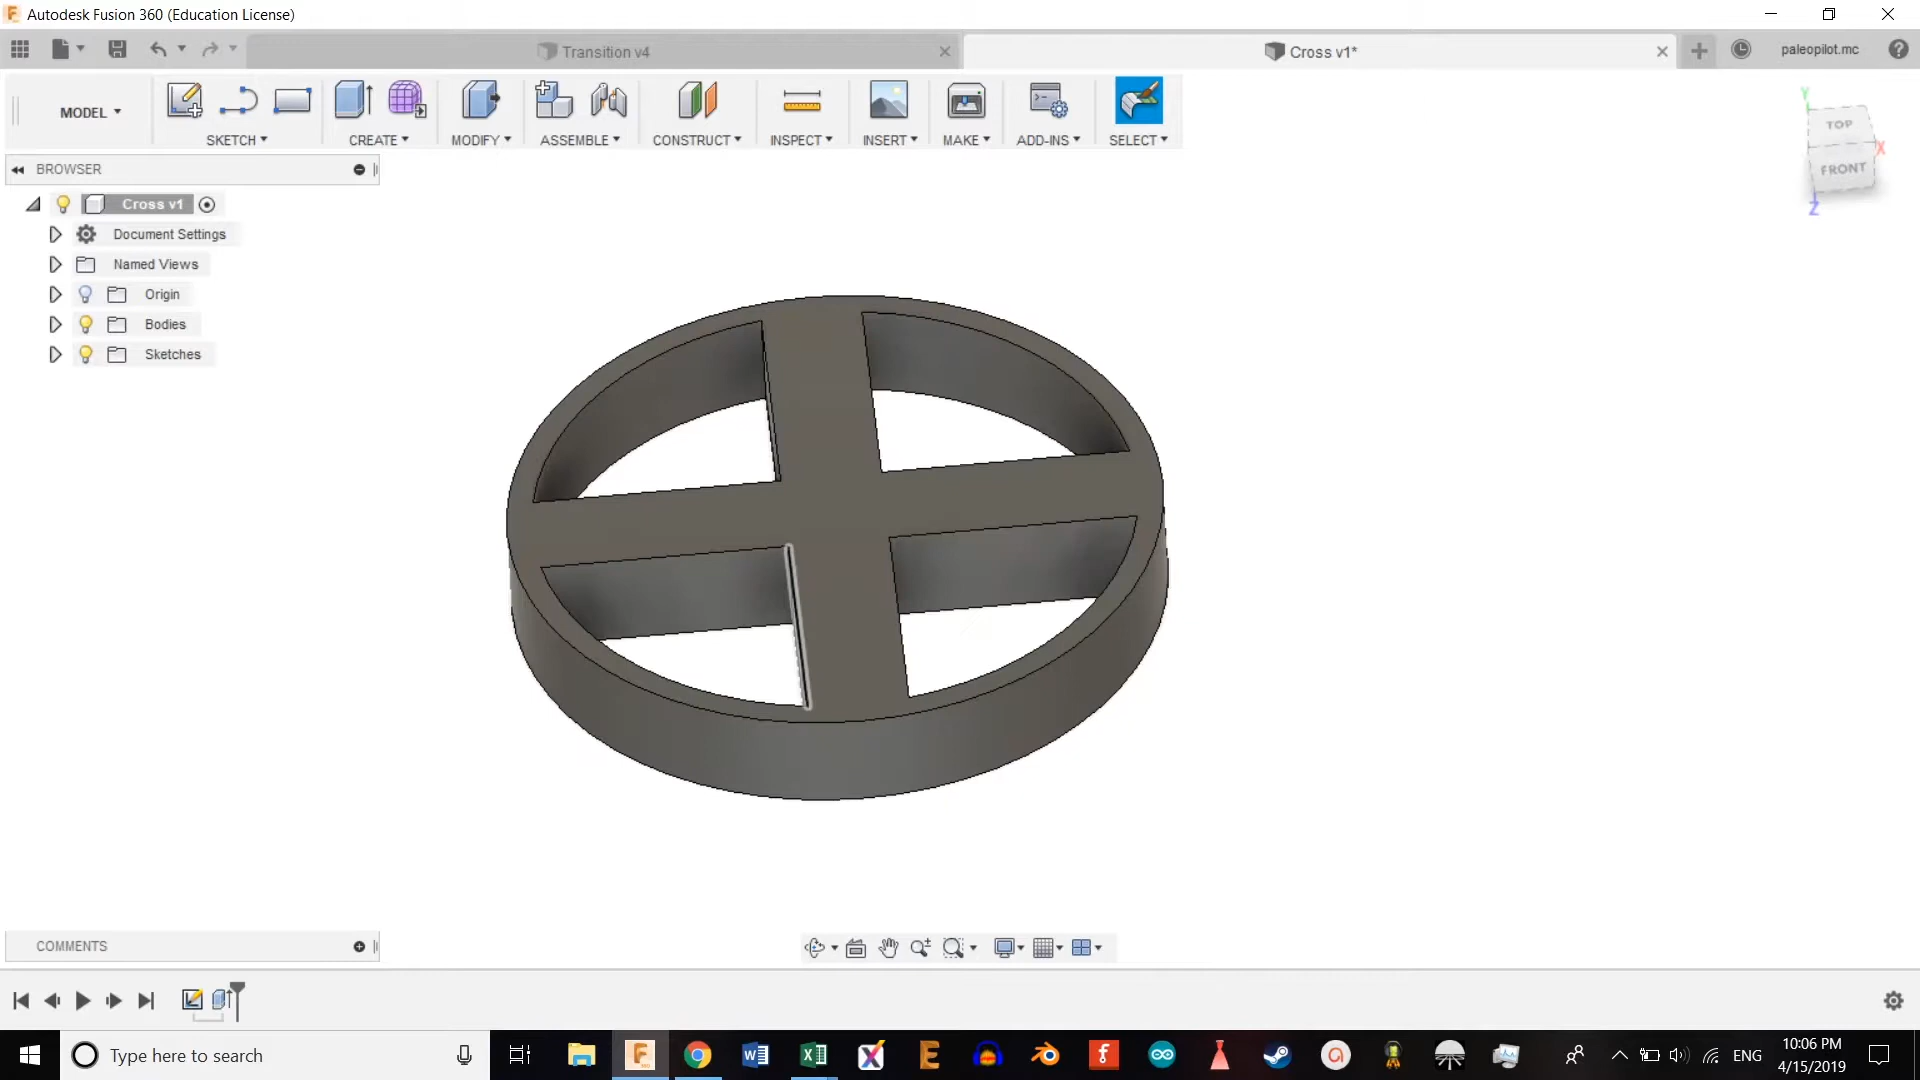 Autodesk Fusion 360 (Education License)
Transition v4
Cross v1*
paleopilot.mc
MODEL
SKETCH
CREATE
MODIFY
ASSEMBLE
CONSTRUCT
INSPECT
INSERT
MAKE
ADD-INS
SELECT
Y
TOP
X
FRONT
Z
BROWSER
Cross v1
Document Settings
Named Views
Origin
Bodies
Sketches
COMMENTS
Type here to search
ENG
10:06 PM
4/15/2019